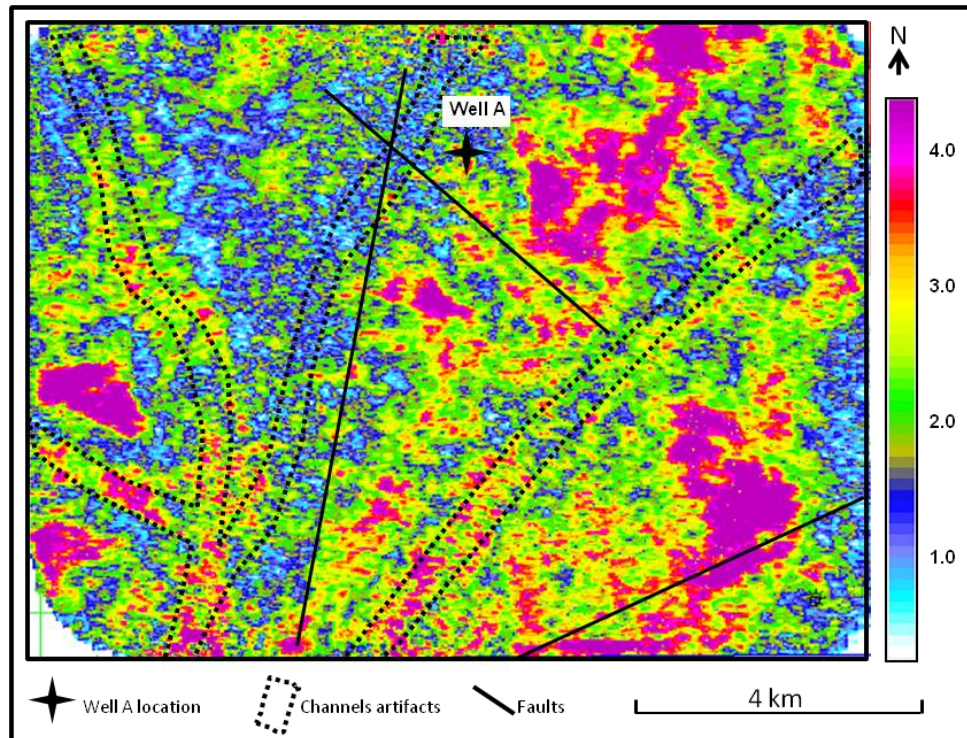 N
Well A
4.0
3.0
2.0
1.0
Well A location
Channels artifacts
Faults
4 km